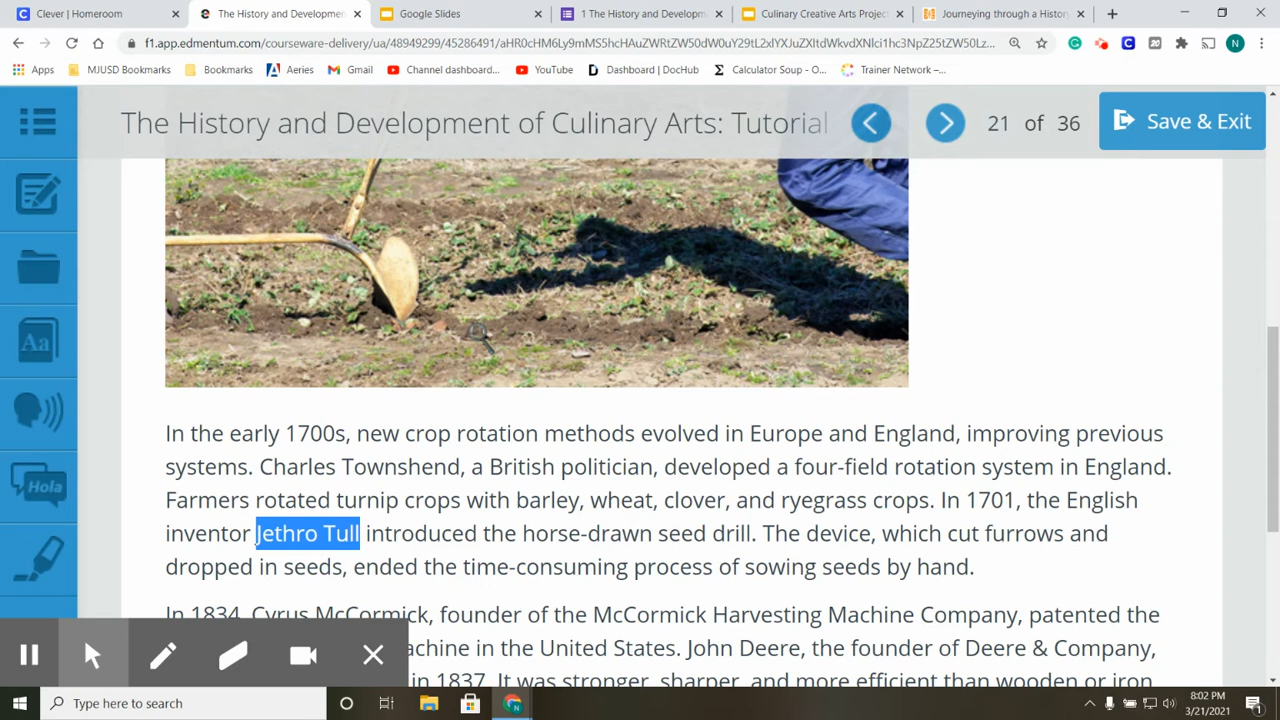 Clever | Homeroom
The History and Developmen
Google Slides
1 The History and Developm
Culinary Creative Arts Project
Journeying through a History
f1.app.edmentum.com/courseware-delivery/ua/48949999/45286491/
Apps
MJUSD Bookmarks
Bookmarks
Aeries
Gmail
Channel dashboard...
YouTube
Dashboard | DocHub
Calculator Soup - O...
Trainer Network –...
The History and Development of Culinary Arts: Tutorial
21 of 36
Save & Exit
Aa
Hola
In the early 1700s, new crop rotation methods evolved in Europe and England, improving previous
systems. Charles Townshend, a British politician, developed a four-field rotation system in England.
Farmers rotated turnip crops with barley, wheat, clover, and ryegrass crops. In 1701, the English
inventor Jethro Tull introduced the horse-drawn seed drill. The device, which cut furrows and
dropped in seeds, ended the time-consuming process of sowing seeds by hand.
In 1834, Cyrus McCormick, founder of the McCormick Harvesting Machine Company, patented the
achine in the United States. John Deere, the founder of Deere & Company,
in 1837. It was stronger, sharper, and more efficient than wooden or iron
Type here to search
8:02 PM
3/21/2021